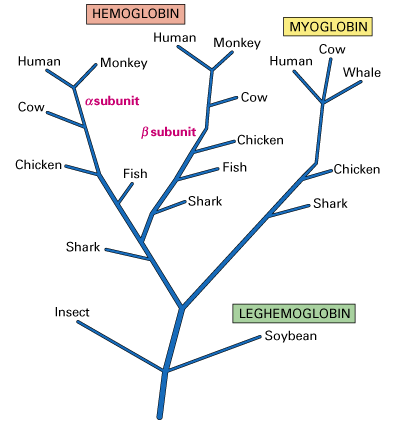 HEMOGLOBIN
MYOGLOBIN
Human
Monkey
Cow
Human
Monkey
Human
Whale
α subunit
Cow
Cow
β subunit
Chicken
Chicken
Fish
Fish
Chicken
Shark
Shark
Shark
Insect
LEGHEMOGLOBIN
Soybean